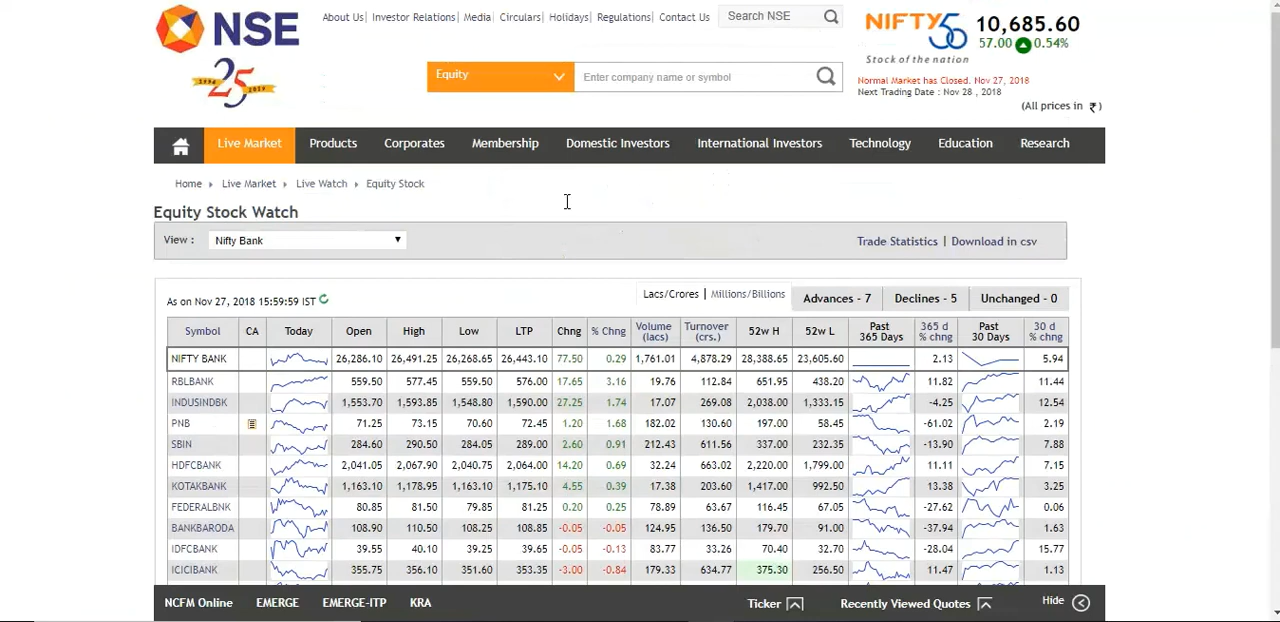 NSE
1994 25 2019
About Us | Investor Relations | Media | Circulars | Holidays | Regulations | Contact Us
Search NSE
Equity
Enter company name or symbol
NIFTY50
Stock of the nation
10,685.60
57.00 0.54%
Normal Market has Closed. Nov 27, 2018
Next Trading Date : Nov 28 , 2018
(All prices in ₹)
Live Market Products Corporates Membership Domestic Investors International Investors Technology Education Research
Home Live Market Live Watch Equity Stock
Equity Stock Watch
View : Nifty Bank
Trade Statistics | Download in csv
As on Nov 27, 2018 15:59:59 IST
Lacs/Crores | Millions/Billions Advances - 7 Declines - 5 Unchanged - 0
Symbol CA Today Open High Low LTP Chng % Chng Volume (lacs) Turnover (crs.) 52w H 52w L Past 365 Days 365 d % chng Past 30 Days 30 d % chng
NIFTY BANK 26,286.10 26,491.25 26,268.65 26,443.10 77.50 0.29 1,761.01 4,878.29 28,388.65 23,605.60 2.13 5.94
RBLBANK 559.50 577.45 559.50 576.00 17.65 3.16 19.76 112.84 651.95 438.20 11.82 11.44
INDUSINDBK 1,553.70 1,593.85 1,548.80 1,590.00 27.25 1.74 17.07 269.08 2,038.00 1,333.15 -4.25 12.54
PNB 71.25 73.15 70.60 72.45 1.20 1.68 182.02 130.60 197.00 58.45 -61.02 2.19
SBIN 284.60 290.50 284.05 289.00 2.60 0.91 212.43 611.56 337.00 232.35 -13.90 7.88
HDFCBANK 2,041.05 2,067.90 2,040.75 2,064.00 14.20 0.69 32.24 663.02 2,220.00 1,799.00 11.11 7.15
KOTAKBANK 1,163.10 1,178.95 1,163.10 1,175.10 4.55 0.39 17.38 203.60 1,417.00 992.50 13.38 3.25
FEDERALBNK 80.85 81.50 79.85 81.25 0.20 0.25 78.89 63.67 116.45 67.05 -27.62 0.06
BANKBARODA 108.90 110.50 108.25 108.85 -0.05 -0.05 124.95 136.50 179.70 91.00 -37.94 1.63
IDFCBANK 39.55 40.10 39.25 39.65 -0.05 -0.13 83.77 33.26 70.40 32.70 -28.04 15.77
ICICIBANK 355.75 356.10 351.60 353.35 -3.00 -0.84 179.33 634.77 375.30 256.50 11.47 1.13
NCFM Online EMERGE EMERGE-ITP KRA Ticker Recently Viewed Quotes Hide